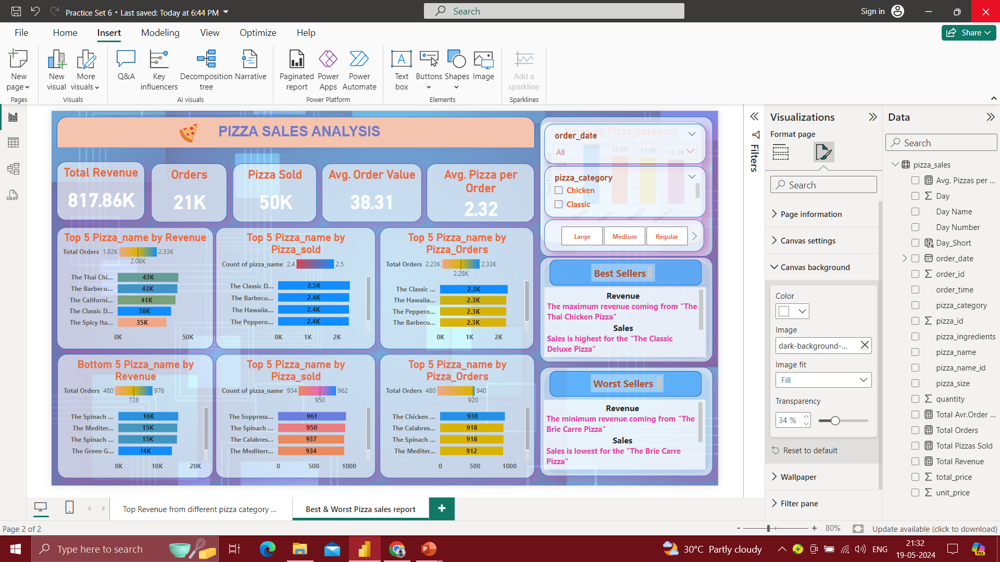 Practice Set 6 • Last saved: Today at 6:44 PM
Search
Sign in
File
Home
Insert
Modeling
View
Optimize
Help
Share
New page
New visual
More visuals
Q&A
Key influencers
Decomposition tree
Narrative
Paginated report
Power Apps
Power Automate
Text box
Buttons
Shapes
Image
Add a sparkline
Pages
Visuals
AI visuals
Power Platform
Elements
Sparklines
PIZZA SALES ANALYSIS
Total Revenue
817.86K
Orders
21K
Pizza Sold
50K
Avg. Order Value
38.31
Avg. Pizza per Order
2.32
Top 5 Pizza_name by Revenue
Total Orders 1.82K 2.33K
2.08K
The Thai Chi... 43K
The Barbecu... 43K
The Californi... 41K
The Classic D... 38K
The Spicy Ita... 35K
0K 50K
Top 5 Pizza_name by Pizza_sold
Count of pizza_name 2.4 2.5
The Classic D... 2.5K
The Barbecu... 2.4K
The Hawaiia... 2.4K
The Peppero... 2.4K
0K 1K 2K
Top 5 Pizza_name by Pizza_Orders
Total Orders 2.23K 2.33K
2.28K
The Classic ... 2.3K
The Hawaiia... 2.3K
The Peppero... 2.3K
The Barbecu... 2.3K
0K 1K 2K
Bottom 5 Pizza_name by Revenue
Total Orders 480 976
728
The Spinach ... 16K
The Mediter... 15K
The Spinach ... 15K
The Green G... 14K
0K 10K 20K
Top 5 Pizza_name by Pizza_sold
Count of pizza_name 934 962
950
The Soppress... 961
The Spinach ... 950
The Calabres... 937
The Mediterr... 934
0 500 1000
Top 5 Pizza_name by Pizza_Orders
Total Orders 480 940
920
The Chicken ... 938
The Calabres... 918
The Spinach ... 918
The Mediter... 912
0 500 1000
Sales by Pizza_category
14.9K 12.0K 11.6K 11.1K
10K
Classic Supre... Veggie Chicken
order_date
All
pizza_category
Chicken
Classic
Large
Medium
Regular
Best Sellers
Revenue
The maximum revenue coming from "The
Thai Chicken Pizza"
Sales
Sales is highest for the "The Classic
Deluxe Pizza"
Worst Sellers
Revenue
The minimum revenue coming from "The
Brie Carre Pizza"
Sales
Sales is lowest for the "The Brie Carre
Pizza"
Filters
Visualizations
Format page
Search
Page information
Canvas settings
Canvas background
Color
Image
dark-background-...
Image fit
Fill
Transparency
34 %
Reset to default
Wallpaper
Filter pane
Data
Search
pizza_sales
Avg. Pizzas per ...
Day
Day Name
Day Number
Day_Short
order_date
order_id
order_time
pizza_category
pizza_id
pizza_ingredients
pizza_name
pizza_name_id
pizza_size
quantity
Total Avr.Order ...
Total Orders
Total Pizzas Sold
Total Revenue
total_price
unit_price
Top Revenue from different pizza category ...
Best & Worst Pizza sales report
+
Page 2 of 2
- + 80%
Update available (click to download)
Type here to search
30°C Partly cloudy
ENG
21:32
19-05-2024
PRE